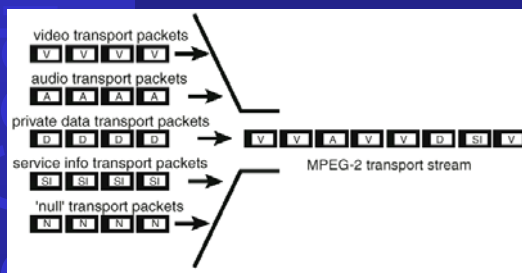 video transport packets
V V V V
audio transport packets
A A A A
private data transport packets
D D D D
V V A V V D SI V
MPEG-2 transport stream
service info transport packets
SI SI SI SI
'null' transport packets
N N N N